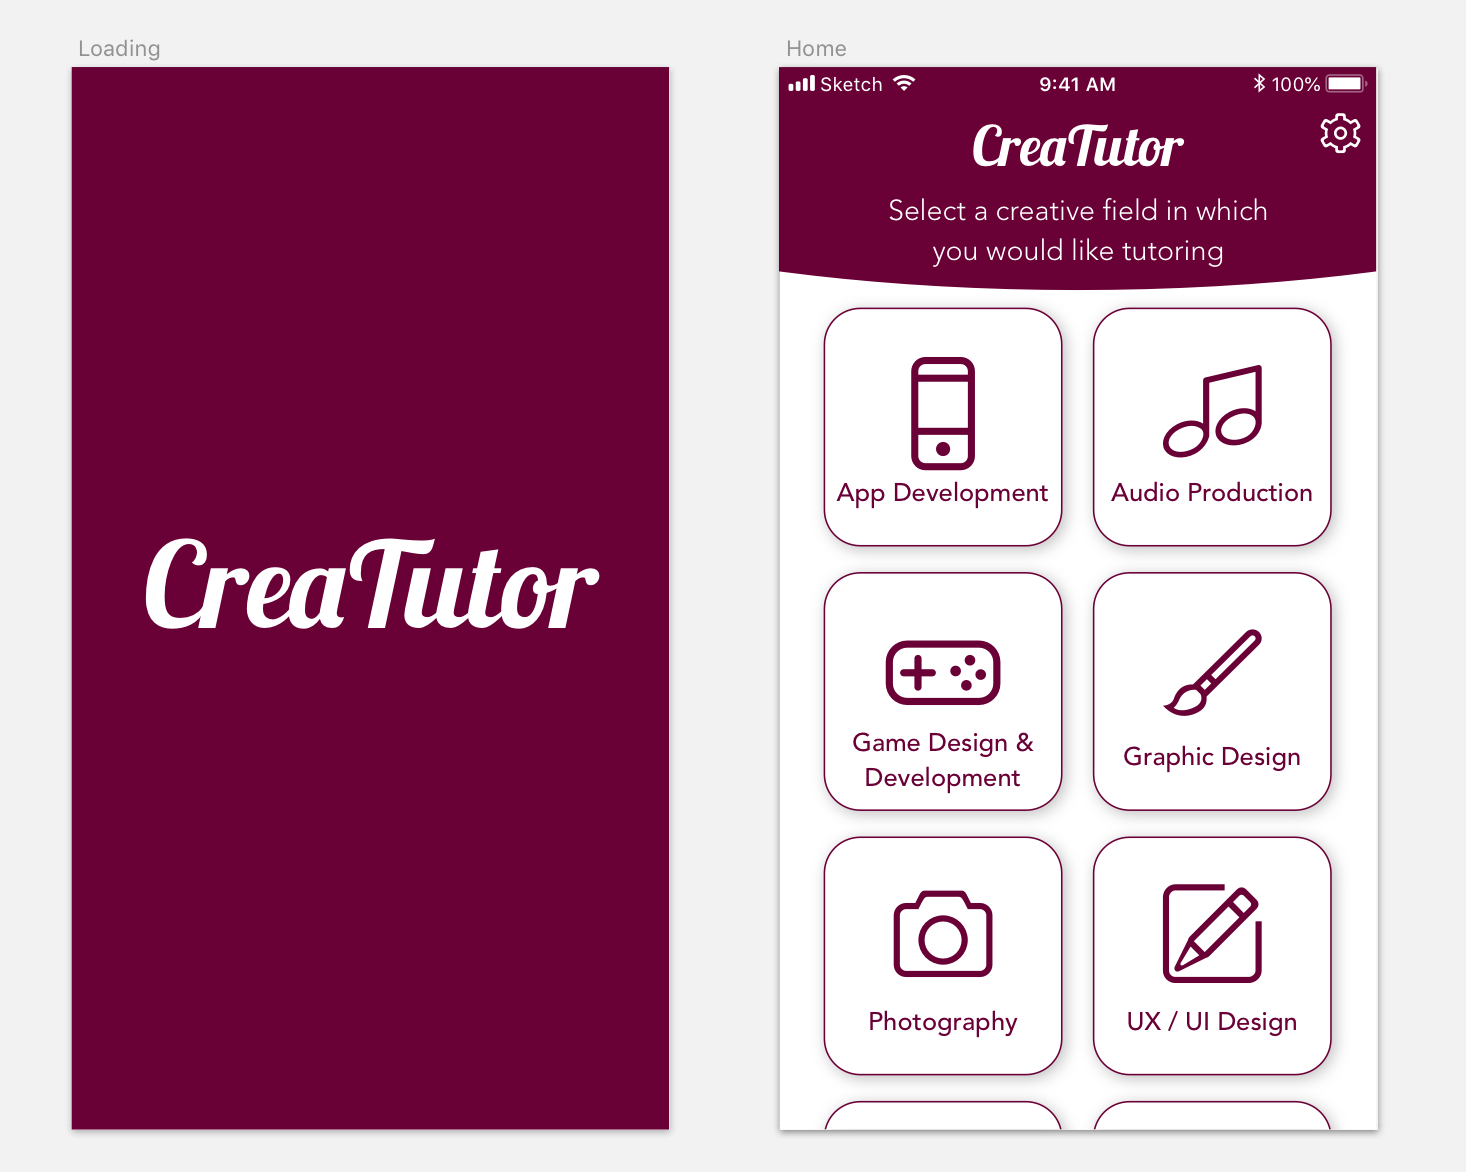 Loading
CreaTutor
Home
Sketch 9:41 AM 100%
CreaTutor
Select a creative field in which
you would like tutoring
App Development
Audio Production
Game Design &
Development
Graphic Design
Photography
UX / UI Design